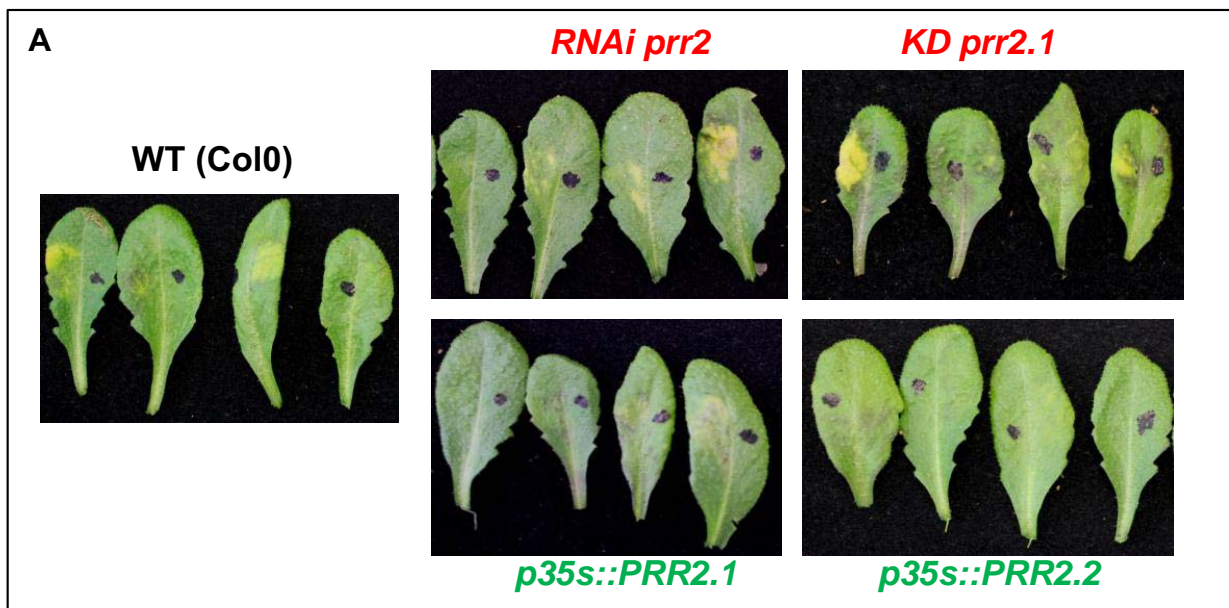 A
RNAi prr2
KD prr2.1
WT (Col0)
p35s::PRR2.1
p35s::PRR2.2